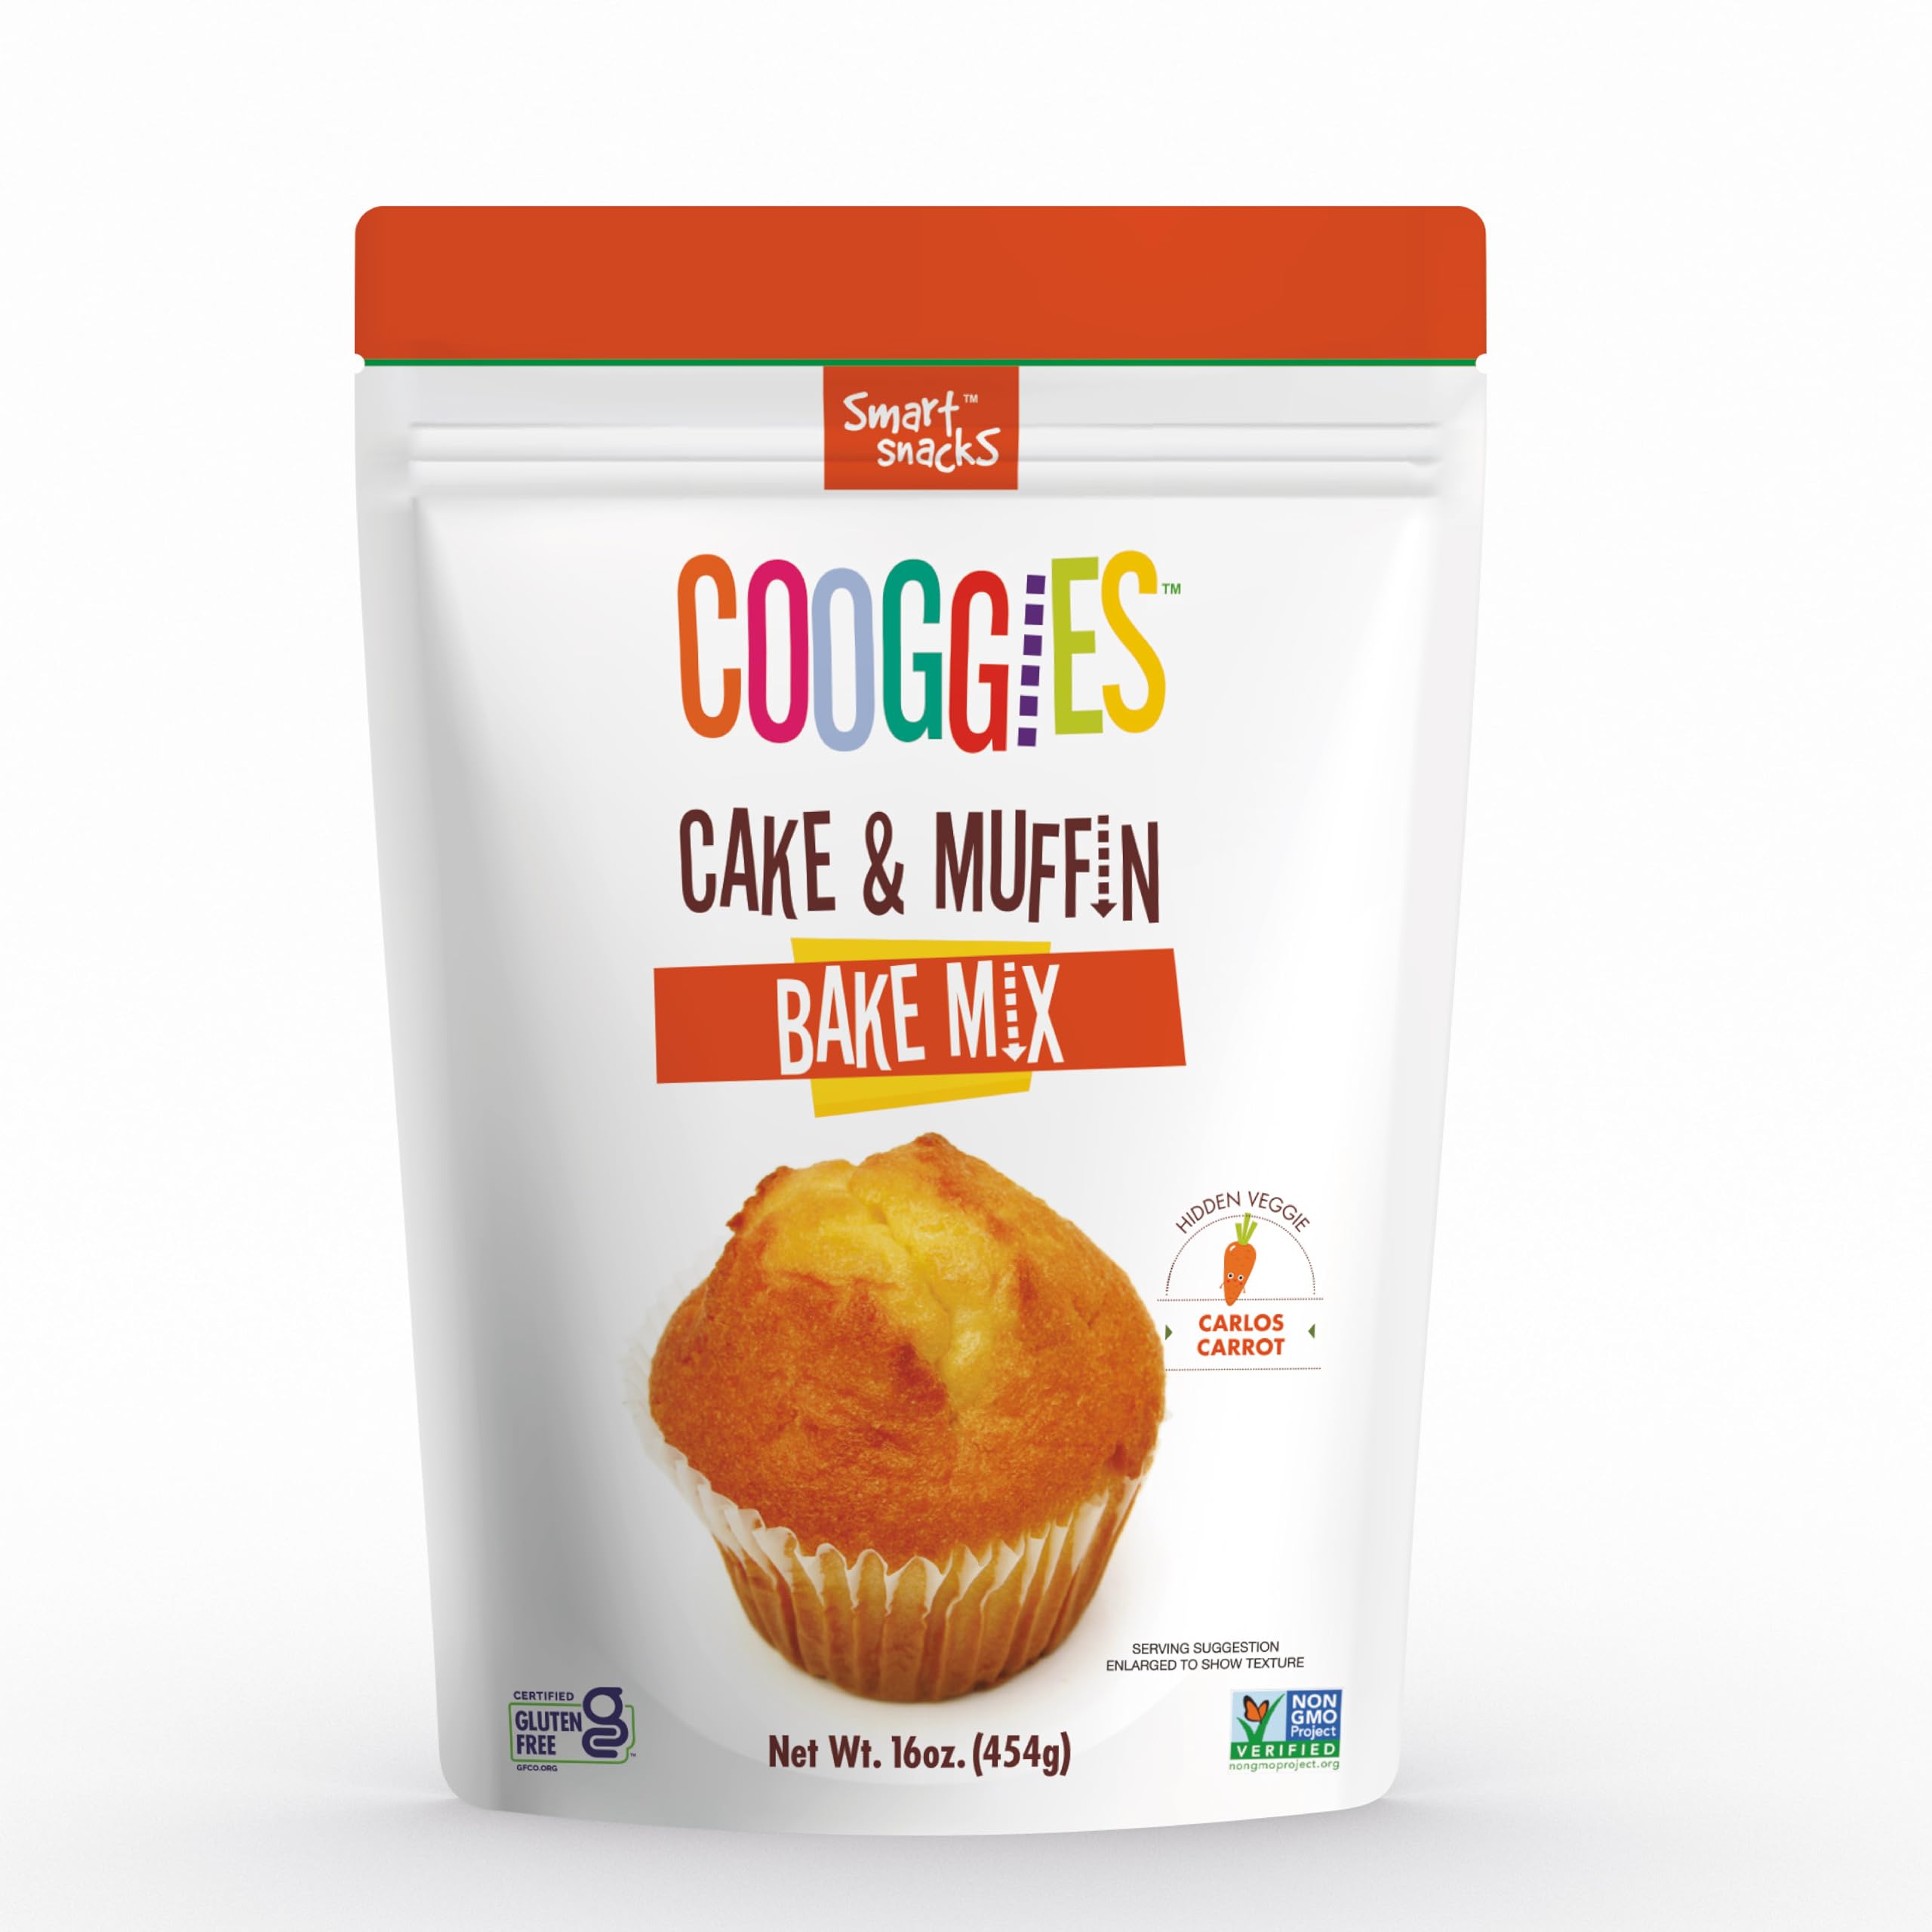 Smart™
snacks
COOGGIES™
CAKE & MUFFIN
BAKE MIX
HIDDEN VEGGIE
CARLOS
CARROT
SERVING SUGGESTION
ENLARGED TO SHOW TEXTURE
CERTIFIED
GLUTEN
FREE
GFCO.ORG
Net Wt. 16oz. (454g)
NON
GMO
Project
VERIFIED
nongmoproject.org